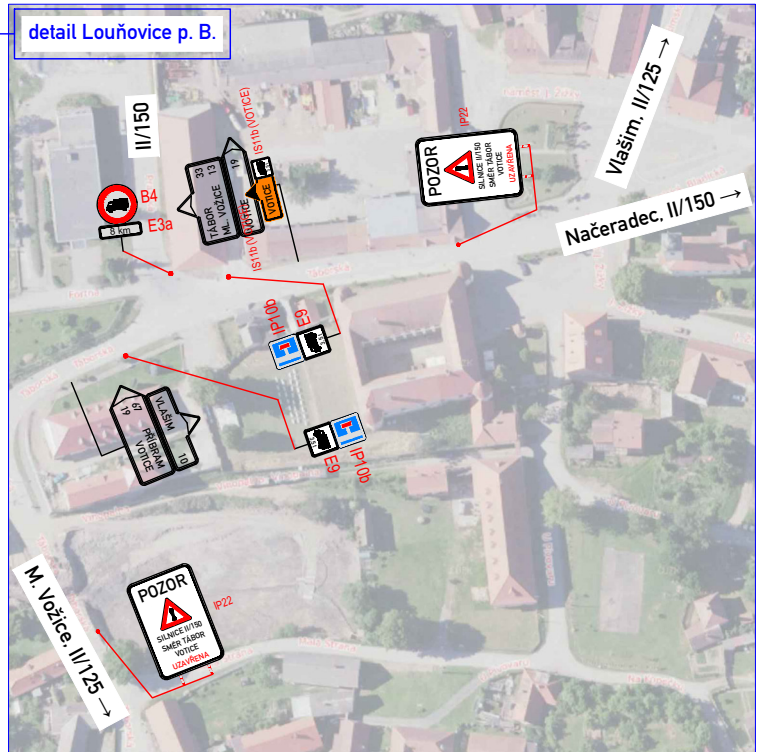 detail Louňovice p. B.
II/150
Vlašim. II/125 →
Načeradec, II/150 →
IS11b (VOTICE)
IP22
POZOR
SILNICE II/150
SMĚR TÁBOR
VOTICE
UZAVŘENA
B4
E3a
8 km
TÁBOR 33
ML. VOŽICE 13
VOTICE 19
VOTICE
IP10b
E9
VLAŠIM 10
PŘÍBRAM 67
VOTICE 19
IP10b
E9
POZOR
SILNICE II/150
SMĚR TÁBOR
VOTICE
UZAVŘENA
IP22
M. Vožice. II/125 →